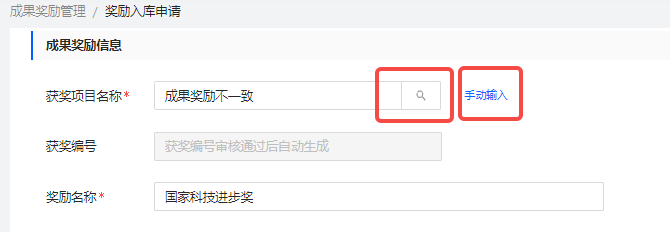 成果奖励管理 / 奖励入库申请
成果奖励信息
获奖项目名称* 成果奖励不一致 手动输入
获奖编号 获奖编号审核通过后自动生成
奖励名称* 国家科技进步奖